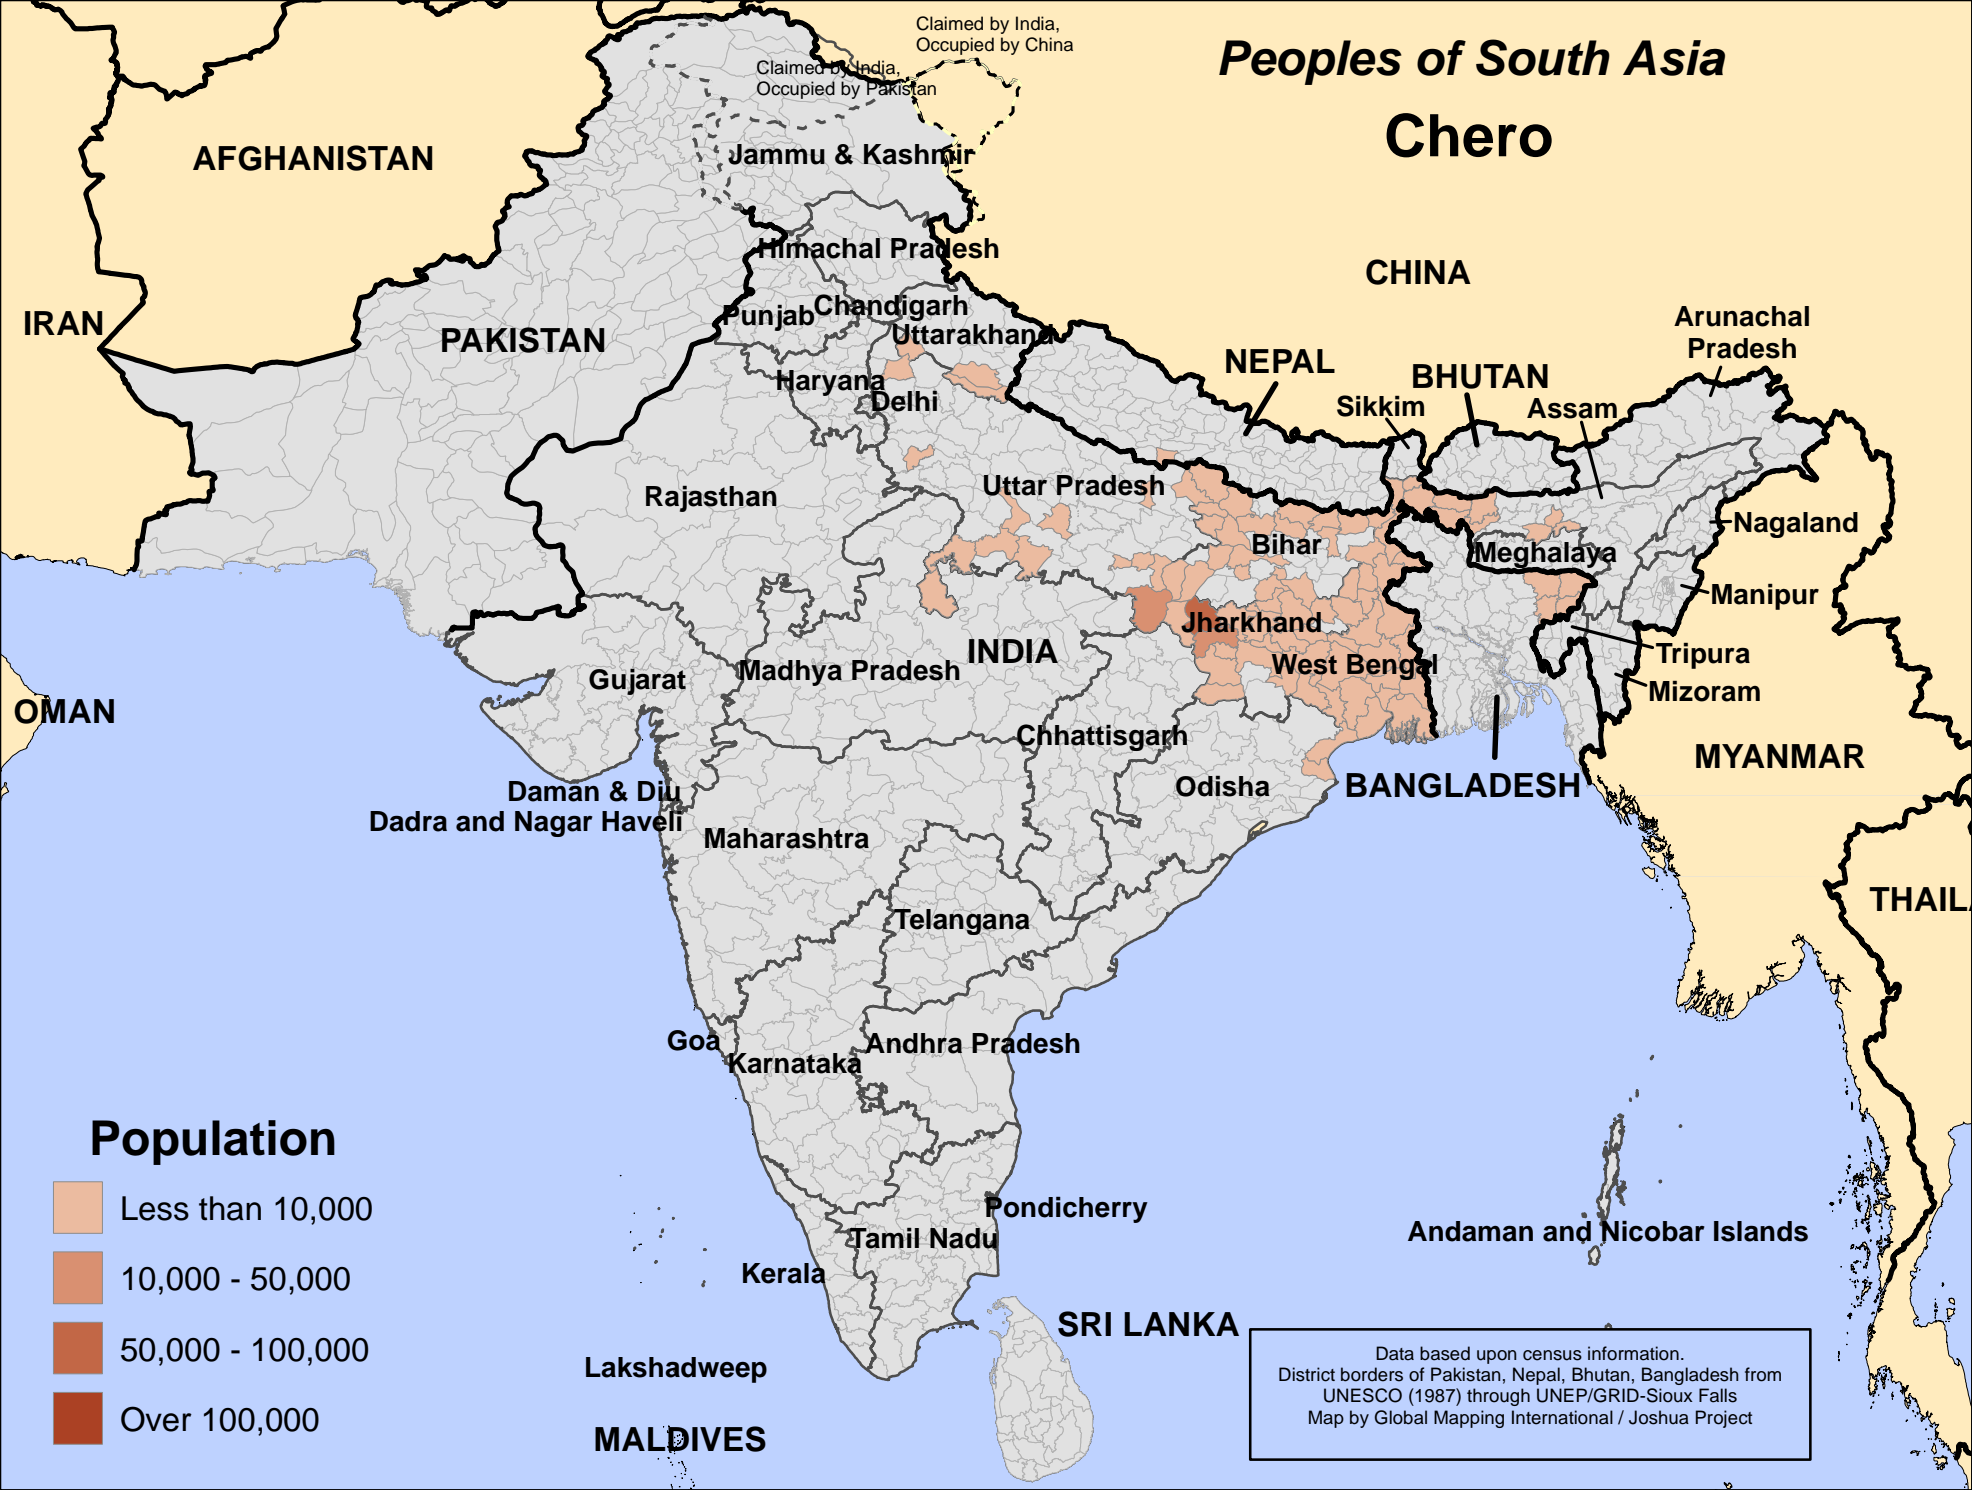 Claimed by India,
Occupied by China
Peoples of South Asia
Chero
Claimed by India,
Occupied by Pakistan
AFGHANISTAN
Jammu & Kashmir
Himachal Pradesh
CHINA
IRAN
PAKISTAN
Punjab
Chandigarh
Uttarakhand
Arunachal
Pradesh
NEPAL
BHUTAN
Haryana
Delhi
Sikkim
Assam
Rajasthan
Uttar Pradesh
Nagaland
Bihar
Meghalaya
Manipur
Jharkhand
INDIA
Tripura
Gujarat
Madhya Pradesh
West Bengal
Mizoram
OMAN
Chhattisgarh
MYANMAR
Odisha
BANGLADESH
Daman & Diu
Dadra and Nagar Haveli
Maharashtra
THAIL
Telangana
Goa
Andhra Pradesh
Karnataka
Population
Less than 10,000
10,000 - 50,000
50,000 - 100,000
Over 100,000
Pondicherry
Tamil Nadu
Andaman and Nicobar Islands
Kerala
SRI LANKA
Lakshadweep
MALDIVES
Data based upon census information.
District borders of Pakistan, Nepal, Bhutan, Bangladesh from
UNESCO (1987) through UNEP/GRID-Sioux Falls
Map by Global Mapping International / Joshua Project